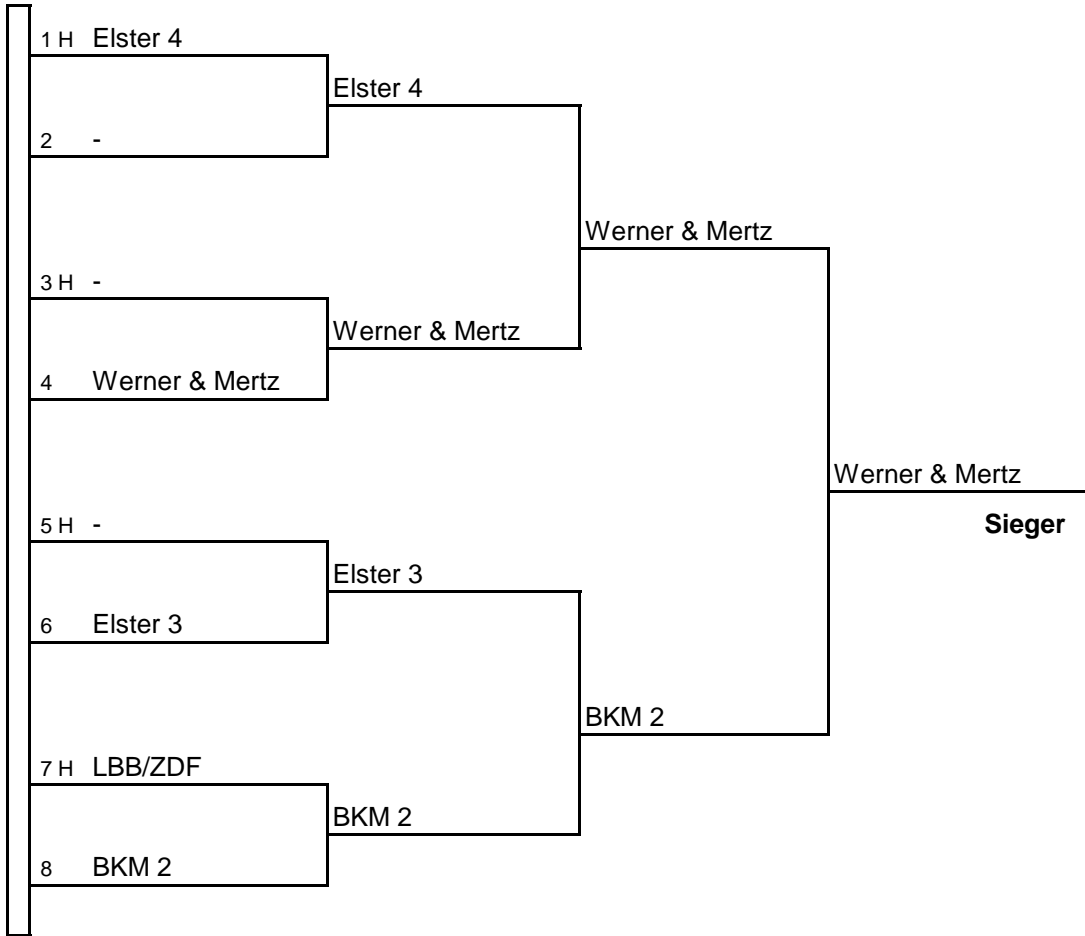 1 H Elster 4
Elster 4
2 -
Werner & Mertz
3 H -
Werner & Mertz
4 Werner & Mertz
Werner & Mertz
5 H -
Sieger
Elster 3
6 Elster 3
BKM 2
7 H LBB/ZDF
BKM 2
8 BKM 2